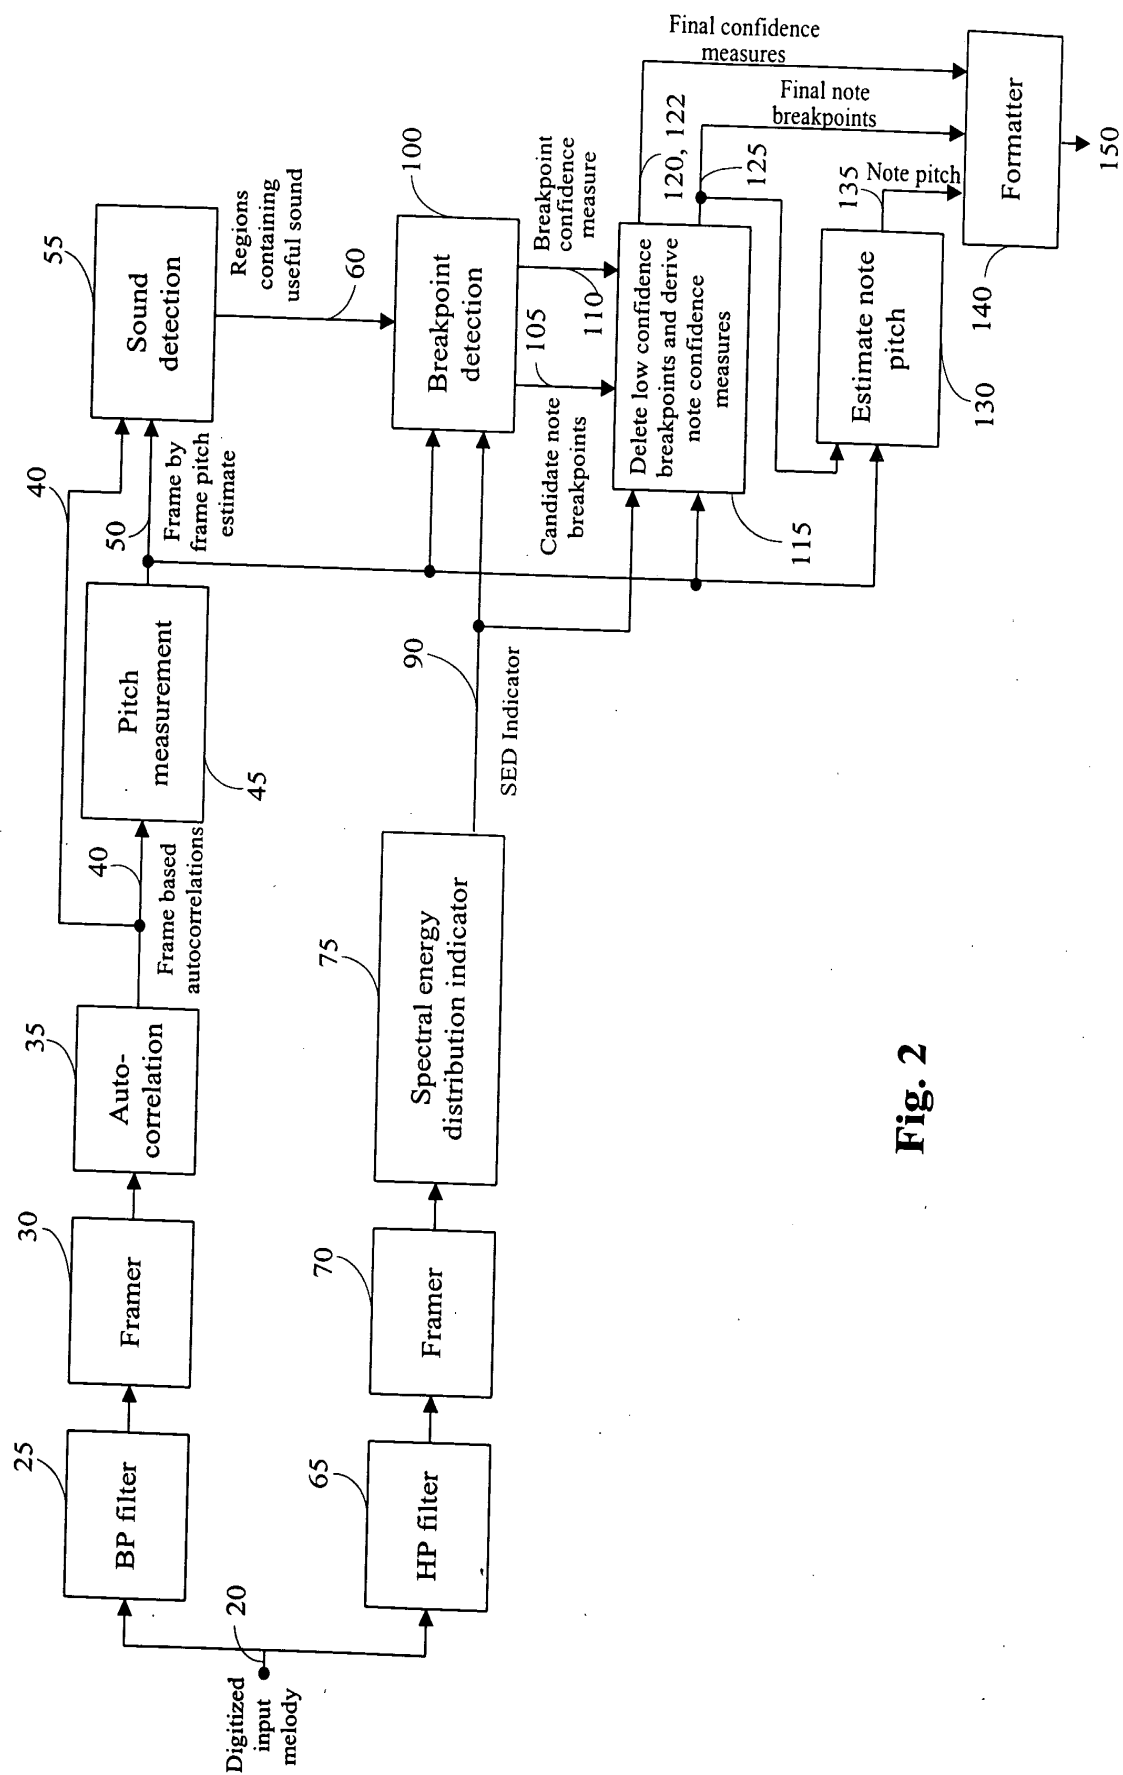 Digitized
input
melody
20
25
BP filter
30
Framer
35
Auto-
correlation
40
Frame based
autocorrelations
45
Pitch
measurement
40
50
Frame by
frame pitch
estimate
55
Sound
detection
Regions
containing
useful sound
60
65
HP filter
70
Framer
75
Spectral energy
distribution indicator
90
SED Indicator
100
Breakpoint
detection
Breakpoint
confidence
measure
110
105
Candidate note
breakpoints
Delete low confidence
breakpoints and derive
note confidence
measures
115
120, 122
125
Final confidence
measures
Final note
breakpoints
Estimate note
pitch
130
135
Note pitch
Formatter
140
150
Fig. 2